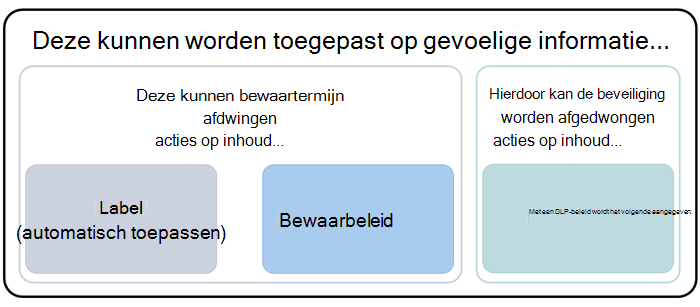 Deze kunnen worden toegepast op gevoelige informatie...
Deze kunnen bewaartermijn
afdwingen
acties op inhoud...
Hierdoor kan de beveiliging
worden afgedwongen
acties op inhoud...
Label
(automatisch toepassen)
Bewaarbeleid
Met een DLP-beleid wordt het volgende aangegeven: